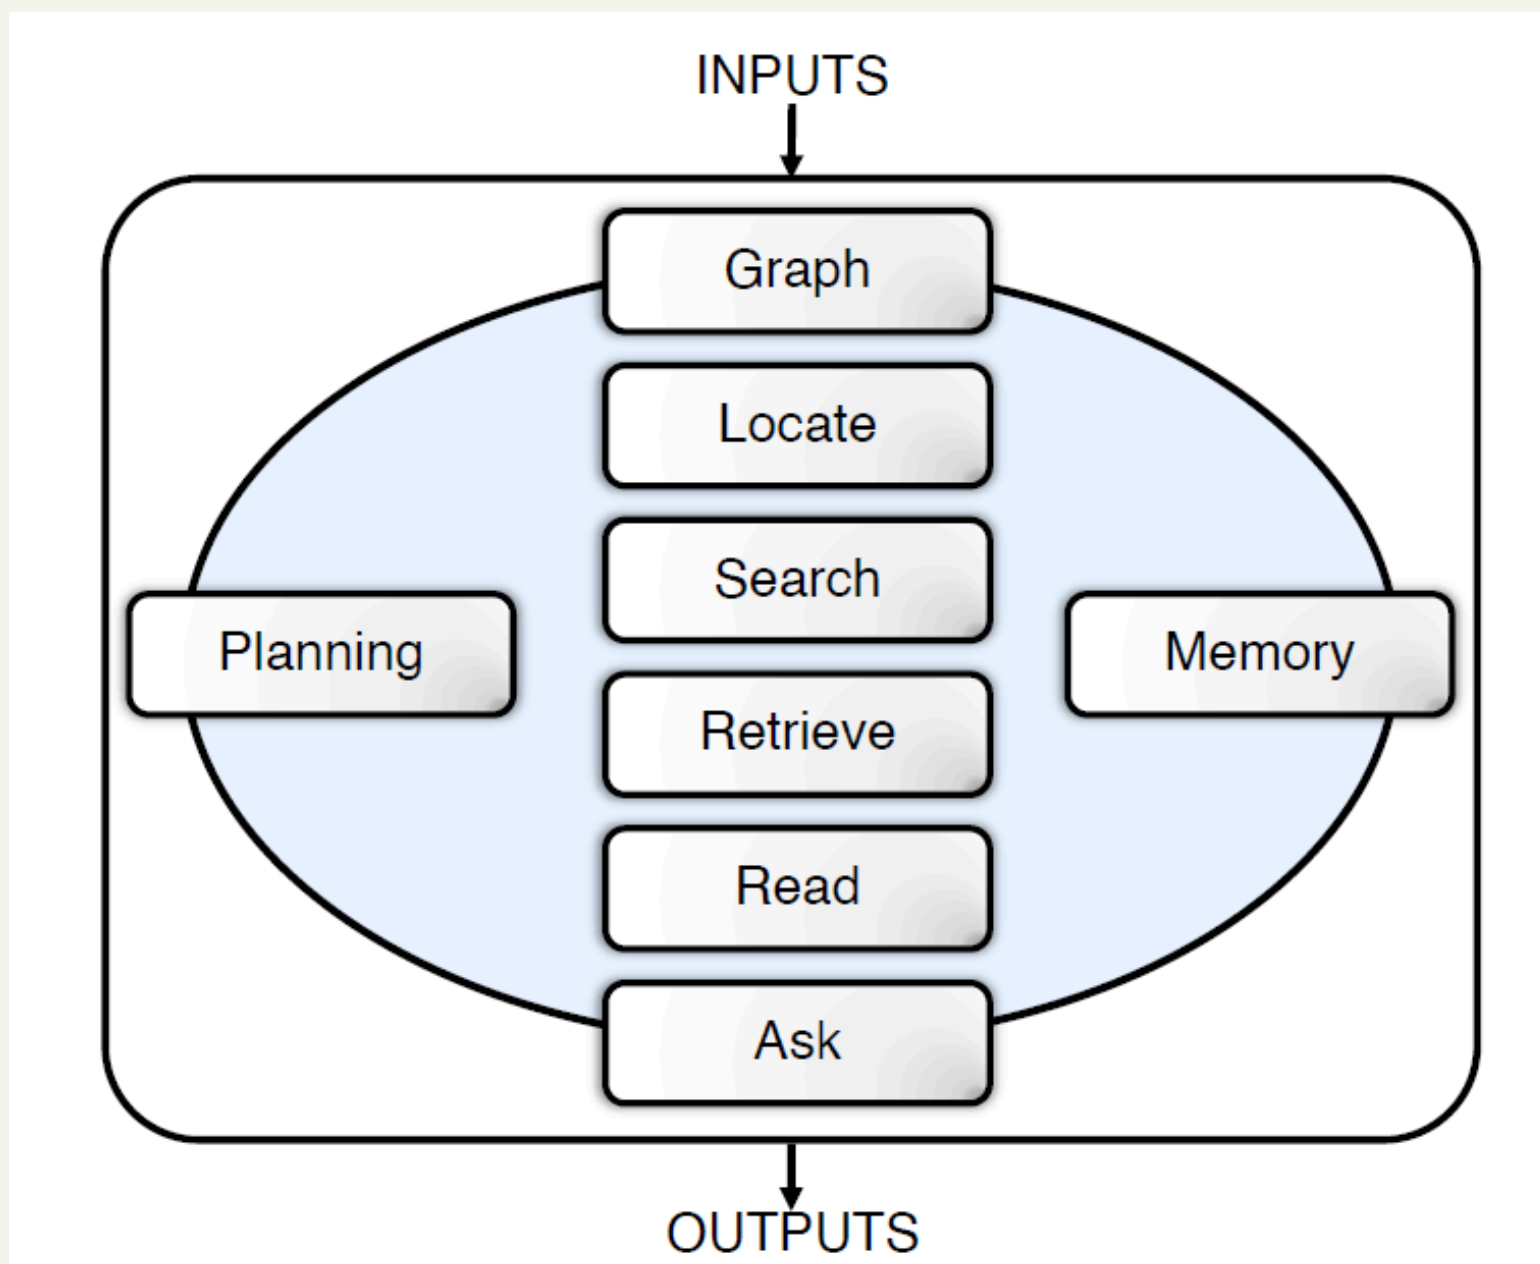 INPUTS
Graph
Locate
Search
Planning
Memory
Retrieve
Read
Ask
OUTPUTS